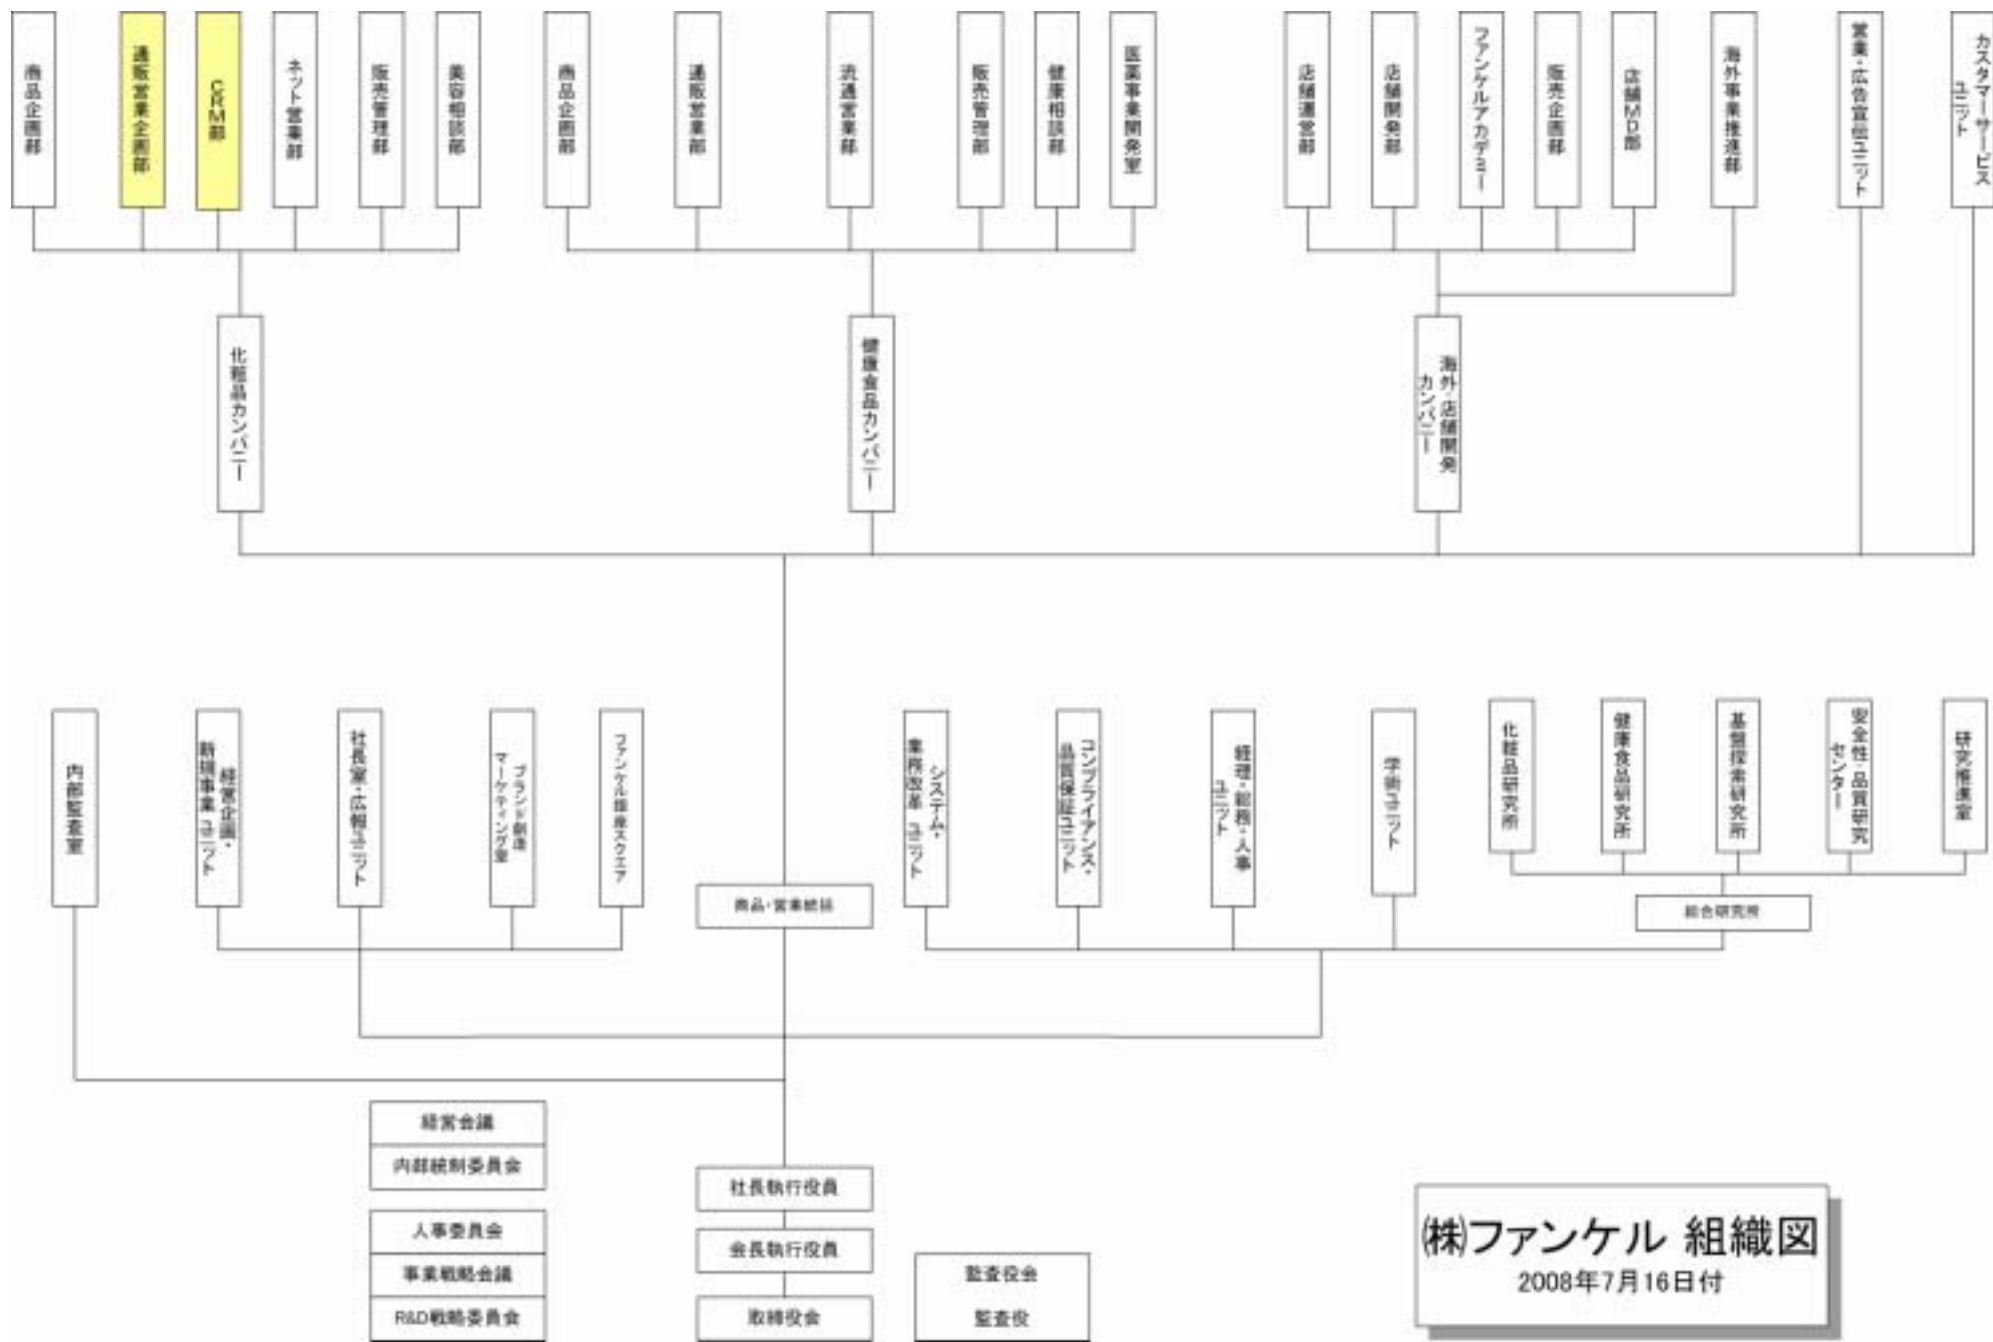 商品企画部
通販営業企画部
CRM部
ネット営業部
販売管理部
美容相談部
商品企画部
通販営業部
流通営業部
販売管理部
健康相談部
医薬事業開発室
店舗運営部
店舗開発部
ファンケルアカデミー
販売企画部
店舗MD部
海外事業推進部
営業・広告宣伝ユニット
カスタマーサービス
ユニット
化粧品カンパニー
健康食品カンパニー
海外・店舗開発
カンパニー
内部監査室
経営企画・
新規事業 ユニット
社長室・広報ユニット
ブランド創造
マーケティング室
ファンケル銀座スクエア
商品・営業統括
システム・
業務改革 ユニット
コンプライアンス・
品質保証ユニット
経理・総務・人事
ユニット
学術ユニット
化粧品研究所
健康食品研究所
基盤探索研究所
安全性・品質研究
センター
研究推進室
総合研究所
経営会議
内部統制委員会
人事委員会
事業戦略会議
R&D戦略委員会
社長執行役員
会長執行役員
取締役会
監査役会
監査役
㈱ファンケル 組織図
2008年7月16日付